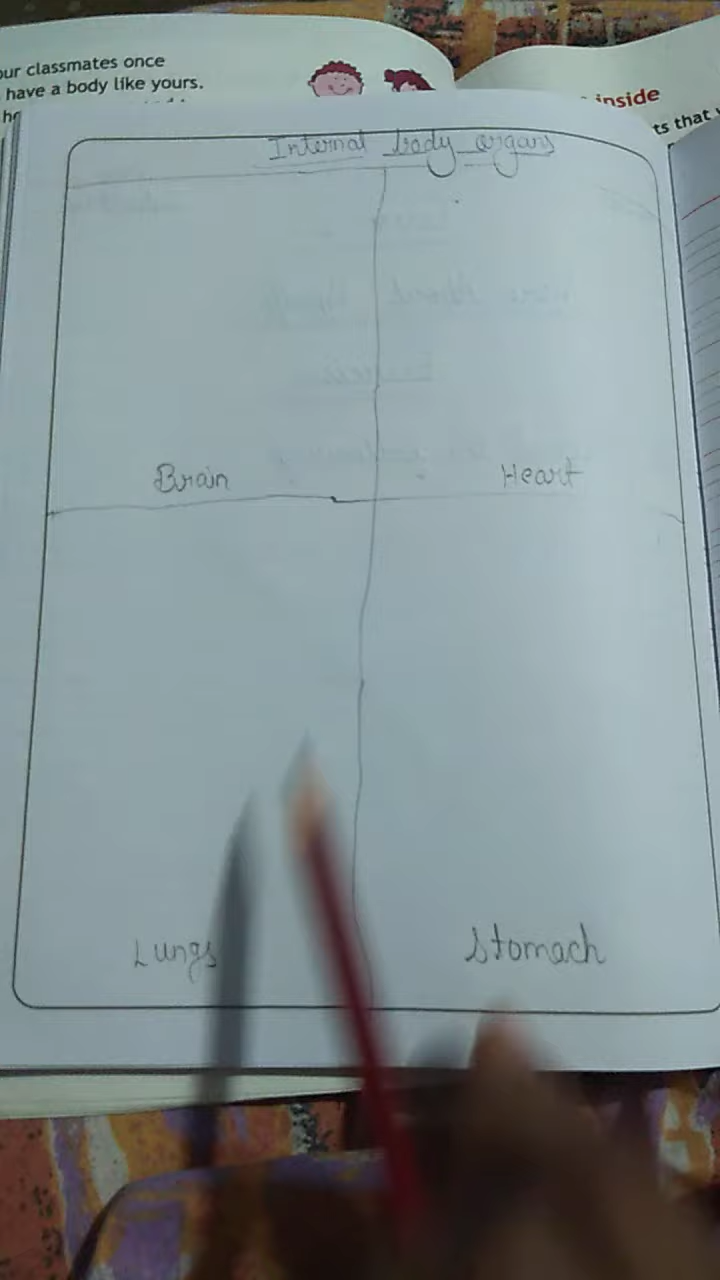 our classmates once
have a body like yours.
inside
ts that
Internal body organs
Brain
Heart
Lungs
Stomach